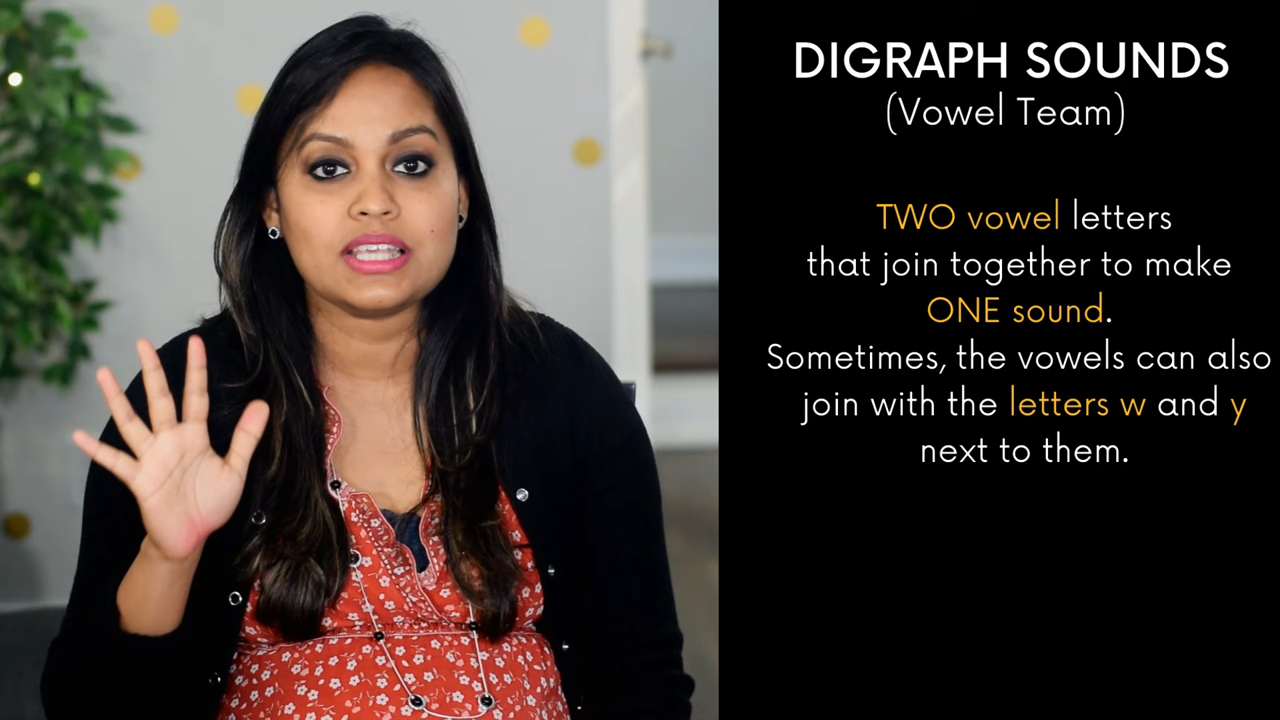 DIGRAPH SOUNDS
(Vowel Team)
TWO vowel letters
that join together to make
ONE sound.
Sometimes, the vowels can also
join with the letters w and y
next to them.